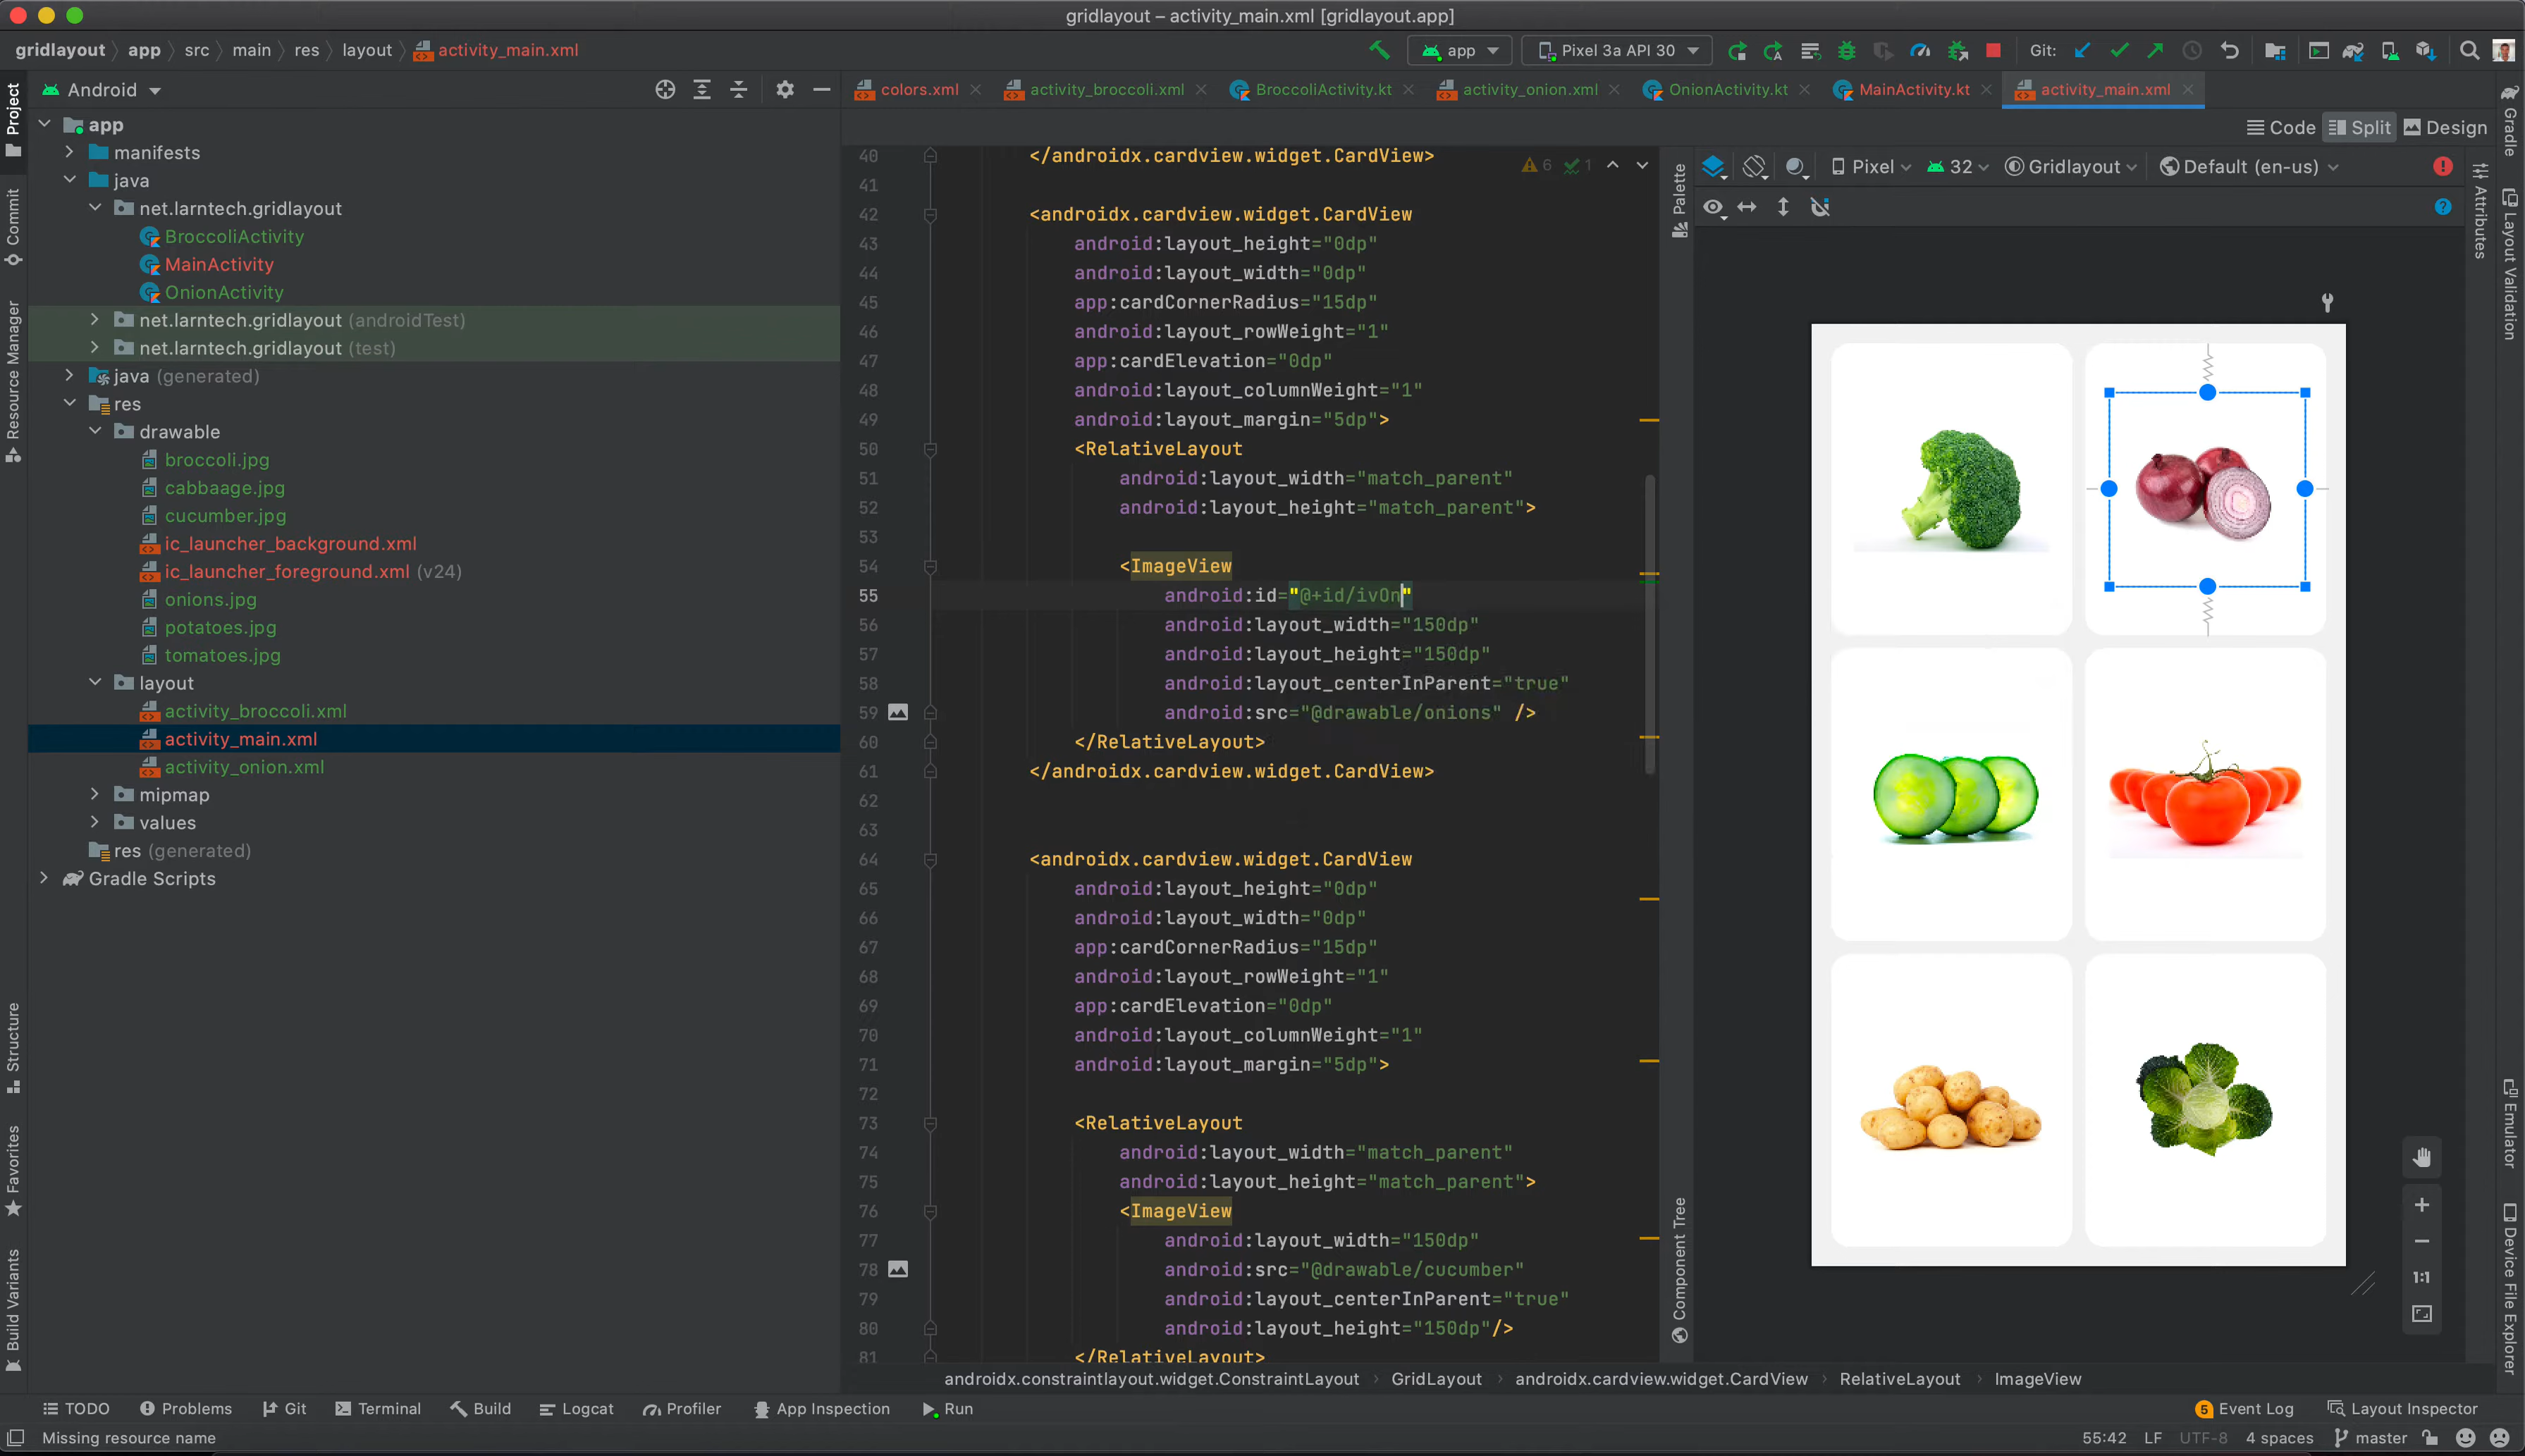 gridlayout – activity_main.xml [gridlayout.app]
gridlayout app src main res layout activity_main.xml
app Pixel 3a API 30 Git:
Project
Commit
Resource Manager
Structure
Favorites
Build Variants
Android
app
manifests
java
net.larntech.gridlayout
BroccoliActivity
MainActivity
OnionActivity
net.larntech.gridlayout (androidTest)
net.larntech.gridlayout (test)
java (generated)
res
drawable
broccoli.jpg
cabbaage.jpg
cucumber.jpg
ic_launcher_background.xml
ic_launcher_foreground.xml (v24)
onions.jpg
potatoes.jpg
tomatoes.jpg
layout
activity_broccoli.xml
activity_main.xml
activity_onion.xml
mipmap
values
res (generated)
Gradle Scripts
colors.xml activity_broccoli.xml BroccoliActivity.kt activity_onion.xml OnionActivity.kt MainActivity.kt activity_main.xml
Code Split Design
6 1
40 </androidx.cardview.widget.CardView>
41
42 <androidx.cardview.widget.CardView
43 android:layout_height="0dp"
44 android:layout_width="0dp"
45 app:cardCornerRadius="15dp"
46 android:layout_rowWeight="1"
47 app:cardElevation="0dp"
48 android:layout_columnWeight="1"
49 android:layout_margin="5dp">
50 <RelativeLayout
51 android:layout_width="match_parent"
52 android:layout_height="match_parent">
53
54 <ImageView
55 android:id="@+id/ivOn"
56 android:layout_width="150dp"
57 android:layout_height="150dp"
58 android:layout_centerInParent="true"
59 android:src="@drawable/onions" />
60 </RelativeLayout>
61 </androidx.cardview.widget.CardView>
62
63
64 <androidx.cardview.widget.CardView
65 android:layout_height="0dp"
66 android:layout_width="0dp"
67 app:cardCornerRadius="15dp"
68 android:layout_rowWeight="1"
69 app:cardElevation="0dp"
70 android:layout_columnWeight="1"
71 android:layout_margin="5dp">
72
73 <RelativeLayout
74 android:layout_width="match_parent"
75 android:layout_height="match_parent">
76 <ImageView
77 android:layout_width="150dp"
78 android:src="@drawable/cucumber"
79 android:layout_centerInParent="true"
80 android:layout_height="150dp"/>
81 </RelativeLayout>
androidx.constraintlayout.widget.ConstraintLayout GridLayout androidx.cardview.widget.CardView RelativeLayout ImageView
Palette
Component Tree
Pixel 32 Gridlayout Default (en-us)
1:1
Attributes
Gradle
Layout Validation
Emulator
Device File Explorer
TODO Problems Git Terminal Build Logcat Profiler App Inspection Run 5 Event Log Layout Inspector
Missing resource name 55:42 LF UTF-8 4 spaces master